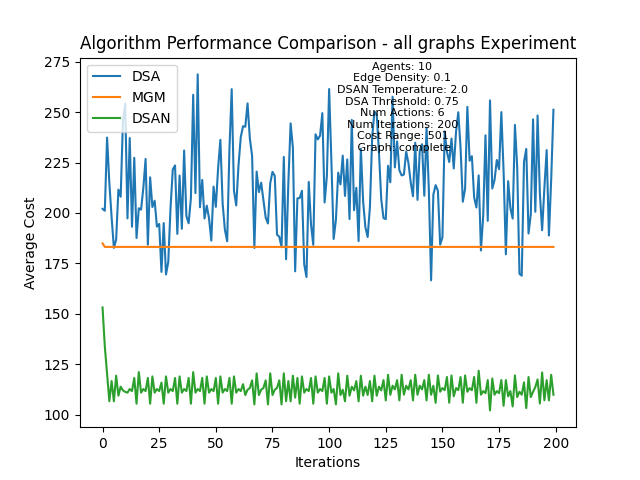 Algorithm Performance Comparison - all graphs Experiment
275
250
225
200
175
150
125
100
Average Cost
DSA
MGM
DSAN
Agents: 10
Edge Density: 0.1
DSAN Temperature: 2.0
DSA Threshold: 0.75
Num Actions: 6
Num Iterations: 200
Cost Range: 501
Graph: complete
0
25
50
75
100
125
150
175
200
Iterations